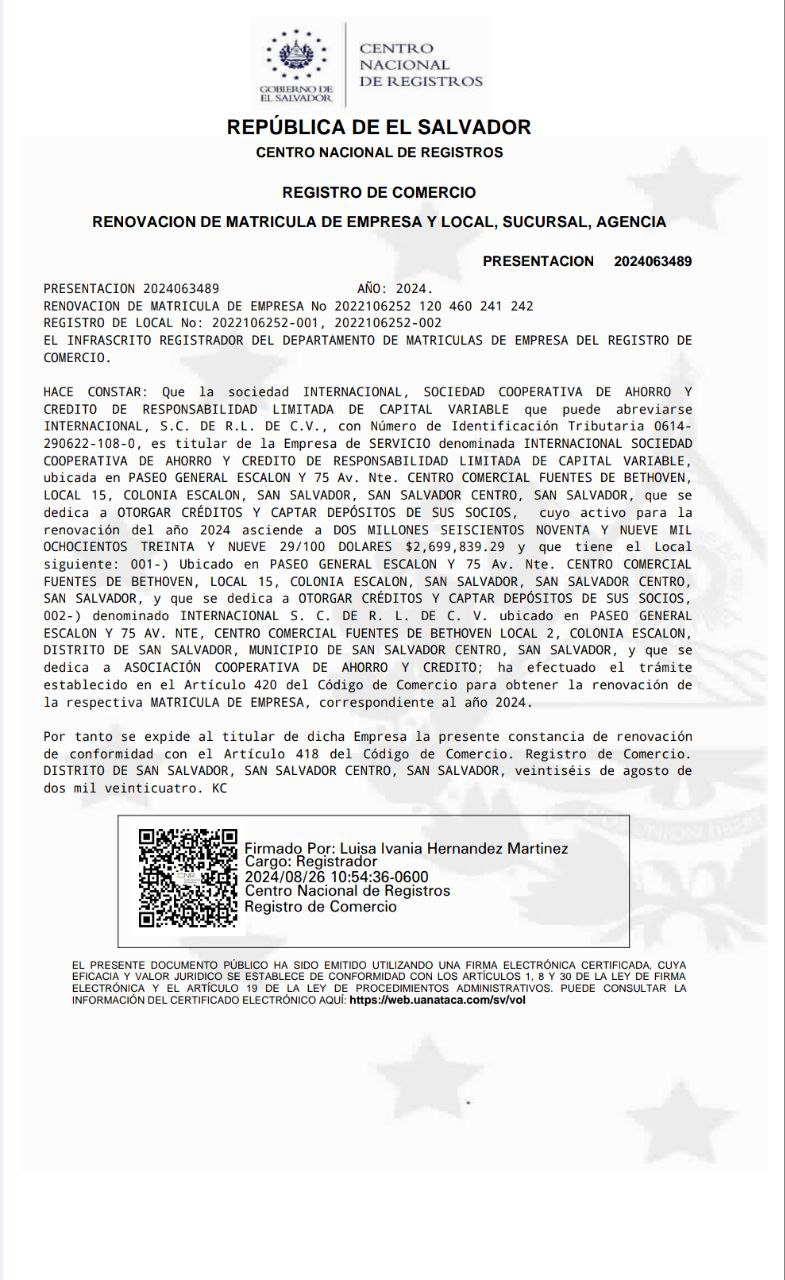 GOBIERNO DE
EL SALVADOR
CENTRO
NACIONAL
DE REGISTROS
REPÚBLICA DE EL SALVADOR
CENTRO NACIONAL DE REGISTROS
REGISTRO DE COMERCIO
RENOVACION DE MATRICULA DE EMPRESA Y LOCAL, SUCURSAL, AGENCIA
PRESENTACION 2024063489
PRESENTACION 2024063489 AÑO: 2024.
RENOVACION DE MATRICULA DE EMPRESA No 2022106252 120 460 241 242
REGISTRO DE LOCAL No: 2022106252-001, 2022106252-002
EL INFRASCRITO REGISTRADOR DEL DEPARTAMENTO DE MATRICULAS DE EMPRESA DEL REGISTRO DE
COMERCIO.
HACE CONSTAR: Que la sociedad INTERNACIONAL, SOCIEDAD COOPERATIVA DE AHORRO Y
CREDITO DE RESPONSABILIDAD LIMITADA DE CAPITAL VARIABLE que puede abreviarse
INTERNACIONAL, S.C. DE R.L. DE C.V., con Número de Identificación Tributaria 0614-
290622-108-0, es titular de la Empresa de SERVICIO denominada INTERNACIONAL SOCIEDAD
COOPERATIVA DE AHORRO Y CREDITO DE RESPONSABILIDAD LIMITADA DE CAPITAL VARIABLE,
ubicada en PASEO GENERAL ESCALON Y 75 Av. Nte. CENTRO COMERCIAL FUENTES DE BETHOVEN,
LOCAL 15, COLONIA ESCALON, SAN SALVADOR, SAN SALVADOR CENTRO, SAN SALVADOR, que se
dedica a OTORGAR CRÉDITOS Y CAPTAR DEPÓSITOS DE SUS SOCIOS, cuyo activo para la
renovación del año 2024 asciende a DOS MILLONES SEISCIENTOS NOVENTA Y NUEVE MIL
OCHOCIENTOS TREINTA Y NUEVE 29/100 DOLARES $2,699,839.29 y que tiene el Local
siguiente: 001-) Ubicado en PASEO GENERAL ESCALON Y 75 Av. Nte. CENTRO COMERCIAL
FUENTES DE BETHOVEN, LOCAL 15, COLONIA ESCALON, SAN SALVADOR, SAN SALVADOR CENTRO,
SAN SALVADOR, y que se dedica a OTORGAR CRÉDITOS Y CAPTAR DEPÓSITOS DE SUS SOCIOS,
002-) denominado INTERNACIONAL S. C. DE R. L. DE C. V. ubicado en PASEO GENERAL
ESCALON Y 75 AV. NTE, CENTRO COMERCIAL FUENTES DE BETHOVEN LOCAL 2, COLONIA ESCALON,
DISTRITO DE SAN SALVADOR, MUNICIPIO DE SAN SALVADOR CENTRO, SAN SALVADOR, y que se
dedica a ASOCIACIÓN COOPERATIVA DE AHORRO Y CREDITO; ha efectuado el trámite
establecido en el Artículo 420 del Código de Comercio para obtener la renovación de
la respectiva MATRICULA DE EMPRESA, correspondiente al año 2024.
Por tanto se expide al titular de dicha Empresa la presente constancia de renovación
de conformidad con el Artículo 418 del Código de Comercio. Registro de Comercio.
DISTRITO DE SAN SALVADOR, SAN SALVADOR CENTRO, SAN SALVADOR, veintiséis de agosto de
dos mil veinticuatro. KC
CNR
Firmado Por: Luisa Ivania Hernandez Martinez
Cargo: Registrador
2024/08/26 10:54:36-0600
Centro Nacional de Registros
Registro de Comercio
EL PRESENTE DOCUMENTO PÚBLICO HA SIDO EMITIDO UTILIZANDO UNA FIRMA ELECTRÓNICA CERTIFICADA, CUYA
EFICACIA Y VALOR JURIDICO SE ESTABLECE DE CONFORMIDAD CON LOS ARTÍCULOS 1, 8 Y 30 DE LA LEY DE FIRMA
ELECTRÓNICA Y EL ARTÍCULO 19 DE LA LEY DE PROCEDIMIENTOS ADMINISTRATIVOS. PUEDE CONSULTAR LA
INFORMACIÓN DEL CERTIFICADO ELECTRÓNICO AQUÍ: https://web.uanataca.com/sv/vol